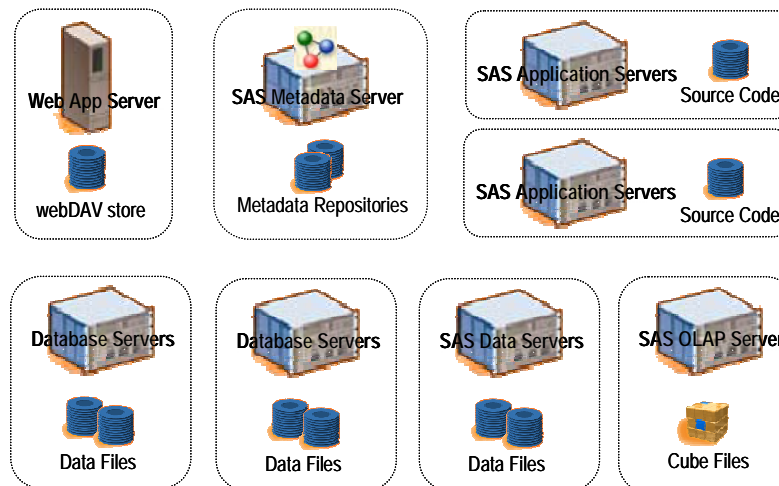 Web App Server
webDAV store
SAS Metadata Server
Metadata Repositories
SAS Application Servers
Source Code
SAS Application Servers
Source Code
Database Servers
Data Files
Database Servers
Data Files
SAS Data Servers
Data Files
SAS OLAP Server
Cube Files